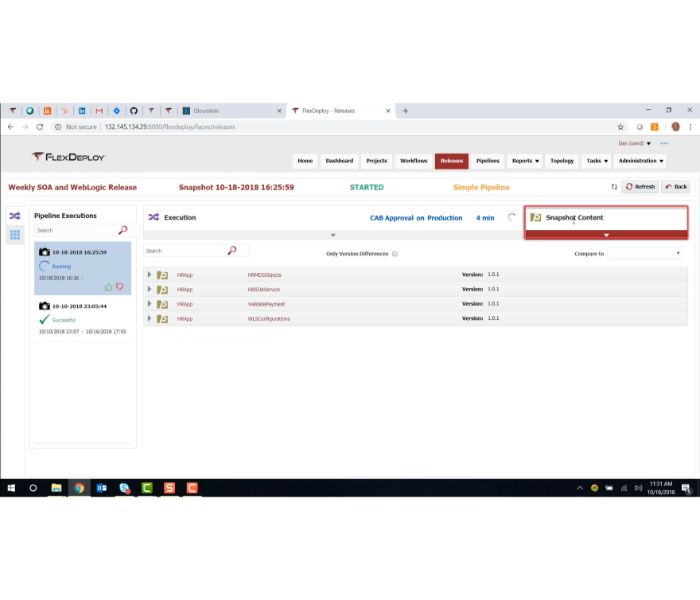 Qloudable
FlexDeploy - Releases
Not secure | 132.145.134.29:8090/flexdeploy/faces/releases
Dan Goerdt
FLEXDEPLOY
Home Dashboard Projects Workflows Releases Pipelines Reports Topology Tasks Administration
Weekly SOA and WebLogic Release Snapshot 10-18-2018 16:25:59 STARTED Simple Pipeline Refresh Back
Pipeline Executions Execution CAB Approval on Production 4 min Snapshot Content
Search
10-18-2018 16:25:59
Running
10/18/2018 16:26 -
10-10-2018 23:05:44
Successful
10/10/2018 23:07 - 10/16/2018 17:55
Search Only Version Differences Compare to
HRApp HRMDSObjects Version: 1.0.1
HRApp HRSOAService Version: 1.0.1
HRApp ValidatePayment Version: 1.0.1
HRApp WLSConfigurations Version: 1.0.1
11:31 AM
10/18/2018